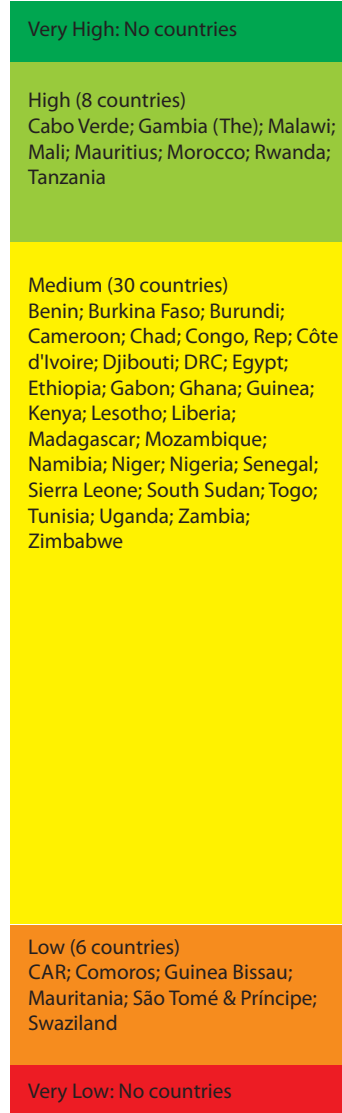 Very High: No countries
High (8 countries)
Cabo Verde; Gambia (The); Malawi;
Mali; Mauritius; Morocco; Rwanda;
Tanzania
Medium (30 countries)
Benin; Burkina Faso; Burundi;
Cameroon; Chad; Congo, Rep; Côte
d'Ivoire; Djibouti; DRC; Egypt;
Ethiopia; Gabon; Ghana; Guinea;
Kenya; Lesotho; Liberia;
Madagascar; Mozambique;
Namibia; Niger; Nigeria; Senegal;
Sierra Leone; South Sudan; Togo;
Tunisia; Uganda; Zambia;
Zimbabwe
Low (6 countries)
CAR; Comoros; Guinea Bissau;
Mauritania; São Tomé & Príncipe;
Swaziland
Very Low: No countries